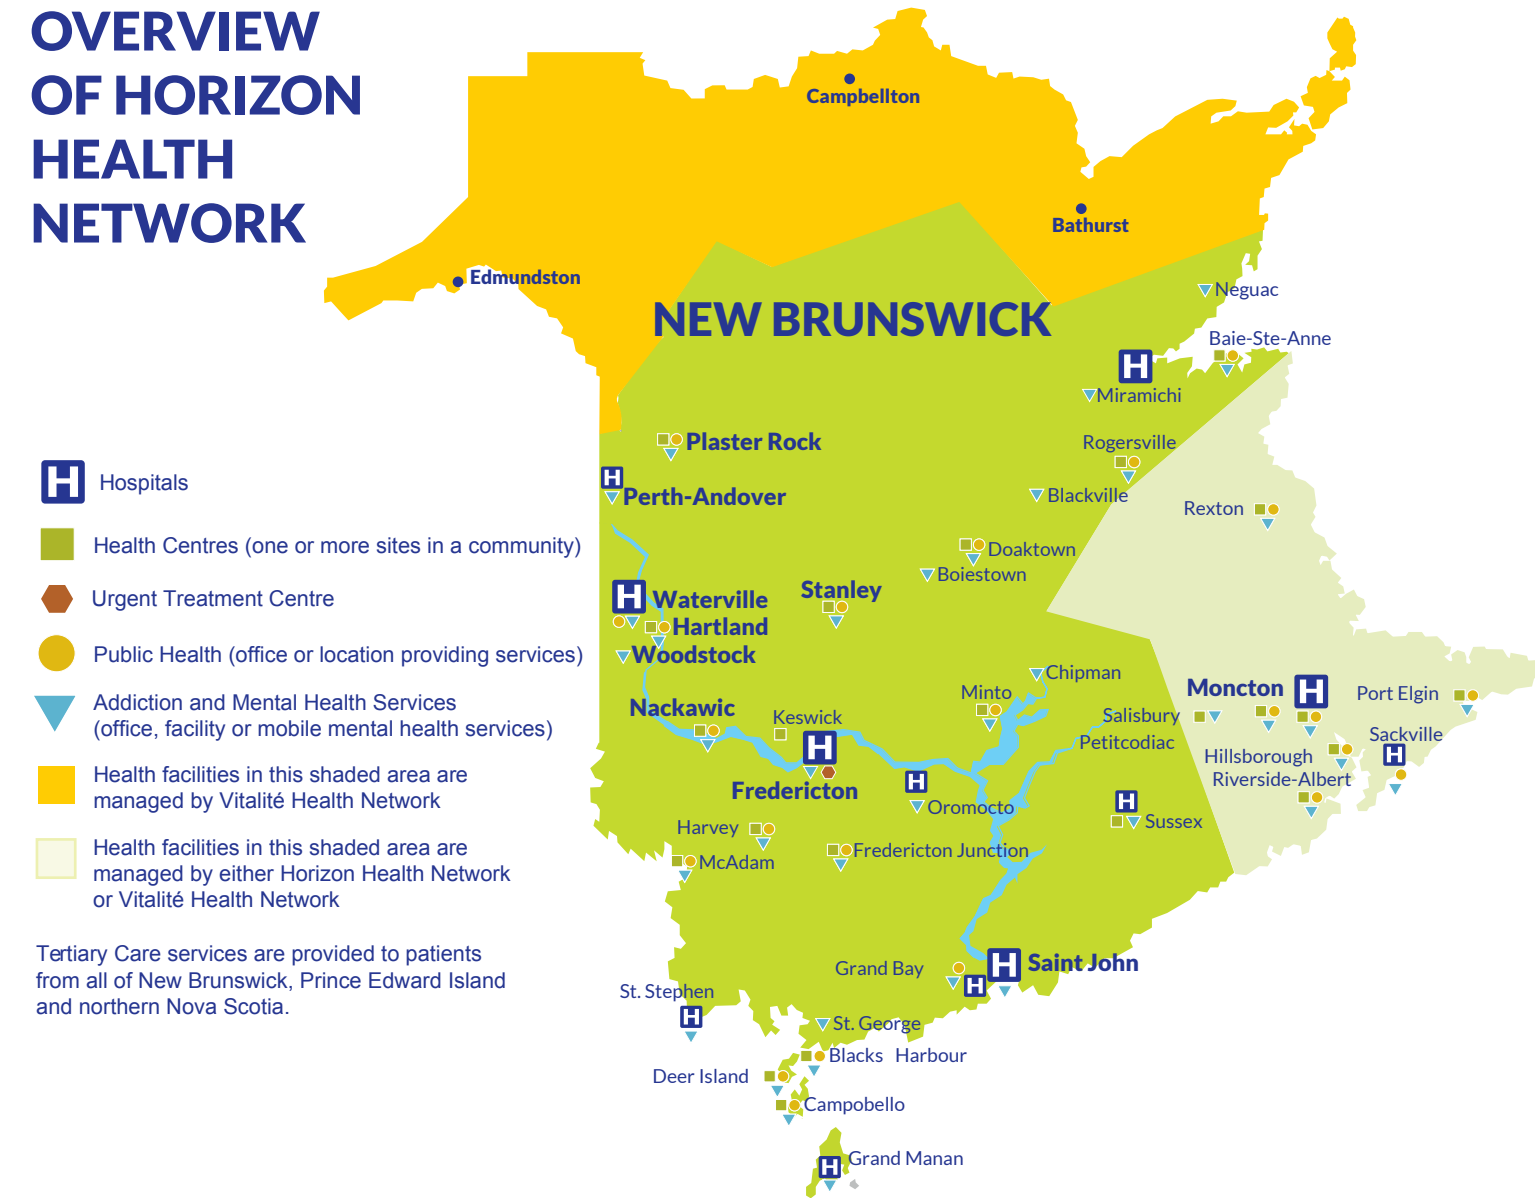 OVERVIEW
OF HORIZON
HEALTH
NETWORK
Campbellton
Bathurst
Edmundston
NEW BRUNSWICK
Neguac
Baie-Ste-Anne
H
Miramichi
Rogersville
Plaster Rock
H
Perth-Andover
Blackville
Rexton
Doaktown
Boiestown
Stanley
H
Waterville
Hartland
Woodstock
Chipman
Minto
Moncton
H
Port Elgin
Nackawic
Keswick
Salisbury
Petitcodiac
Sackville
H
Hillsborough
Riverside-Albert
H
Fredericton
H
Oromocto
H
Sussex
Harvey
McAdam
Fredericton Junction
Grand Bay
H
H
Saint John
St. Stephen
H
St. George
Blacks Harbour
Deer Island
Campobello
Grand Manan
H
H
Hospitals
Health Centres (one or more sites in a community)
Urgent Treatment Centre
Public Health (office or location providing services)
Addiction and Mental Health Services
(office, facility or mobile mental health services)
Health facilities in this shaded area are
managed by Vitalité Health Network
Health facilities in this shaded area are
managed by either Horizon Health Network
or Vitalité Health Network
Tertiary Care services are provided to patients
from all of New Brunswick, Prince Edward Island
and northern Nova Scotia.